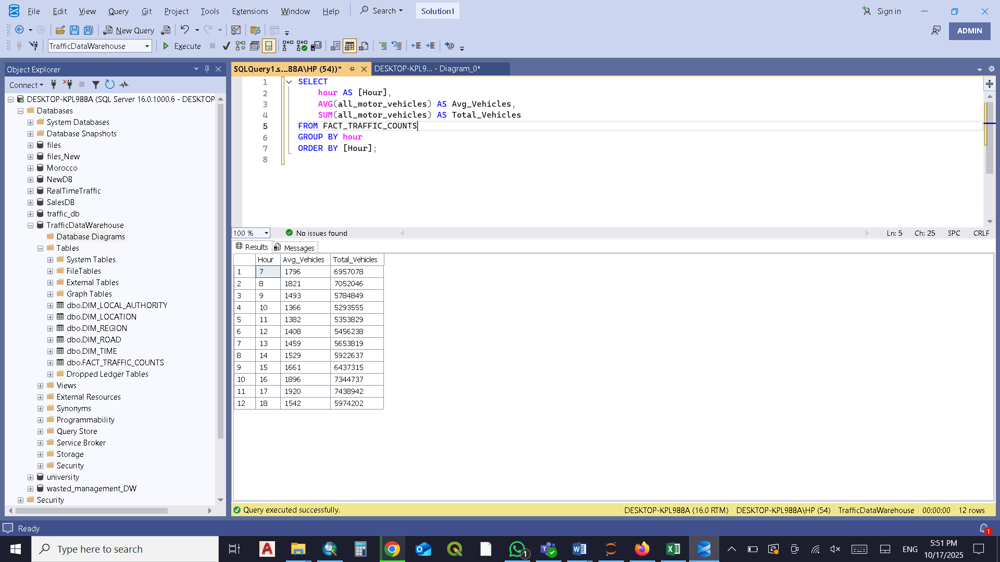 File Edit View Query Git Project Tools Extensions Window Help Search Solution1 Sign in
New Query ADMIN
TrafficDataWarehouse Execute
Object Explorer
Connect
DESKTOP-KPL988A (SQL Server 16.0.1000.6 - DESKTOP
Databases
System Databases
Database Snapshots
files
files_New
Morocco
NewDB
RealTimeTraffic
SalesDB
traffic_db
TrafficDataWarehouse
Database Diagrams
Tables
System Tables
FileTables
External Tables
Graph Tables
dbo.DIM_LOCAL_AUTHORITY
dbo.DIM_LOCATION
dbo.DIM_REGION
dbo.DIM_ROAD
dbo.DIM_TIME
dbo.FACT_TRAFFIC_COUNTS
Dropped Ledger Tables
Views
External Resources
Synonyms
Programmability
Query Store
Service Broker
Storage
Security
university
wasted_management_DW
Security
SQLQuery1.s...88A\HP (54))* DESKTOP-KPL9... - Diagram_0*
1 SELECT
2 hour AS [Hour],
3 AVG(all_motor_vehicles) AS Avg_Vehicles,
4 SUM(all_motor_vehicles) AS Total_Vehicles
5 FROM FACT_TRAFFIC_COUNTS
6 GROUP BY hour
7 ORDER BY [Hour];
8
100 % No issues found Ln: 5 Ch: 25 SPC CRLF
Results Messages
Hour Avg_Vehicles Total_Vehicles
1 7 1796 6957078
2 8 1821 7052046
3 9 1493 5784849
4 10 1366 5293555
5 11 1382 5353829
6 12 1408 5456238
7 13 1459 5653819
8 14 1529 5922637
9 15 1661 6437315
10 16 1896 7344737
11 17 1920 7438942
12 18 1542 5974202
Query executed successfully. DESKTOP-KPL988A (16.0 RTM) DESKTOP-KPL988A\HP (54) TrafficDataWarehouse 00:00:00 12 rows
Ready 1
Type here to search 1 ENG 5:51 PM
10/17/2025